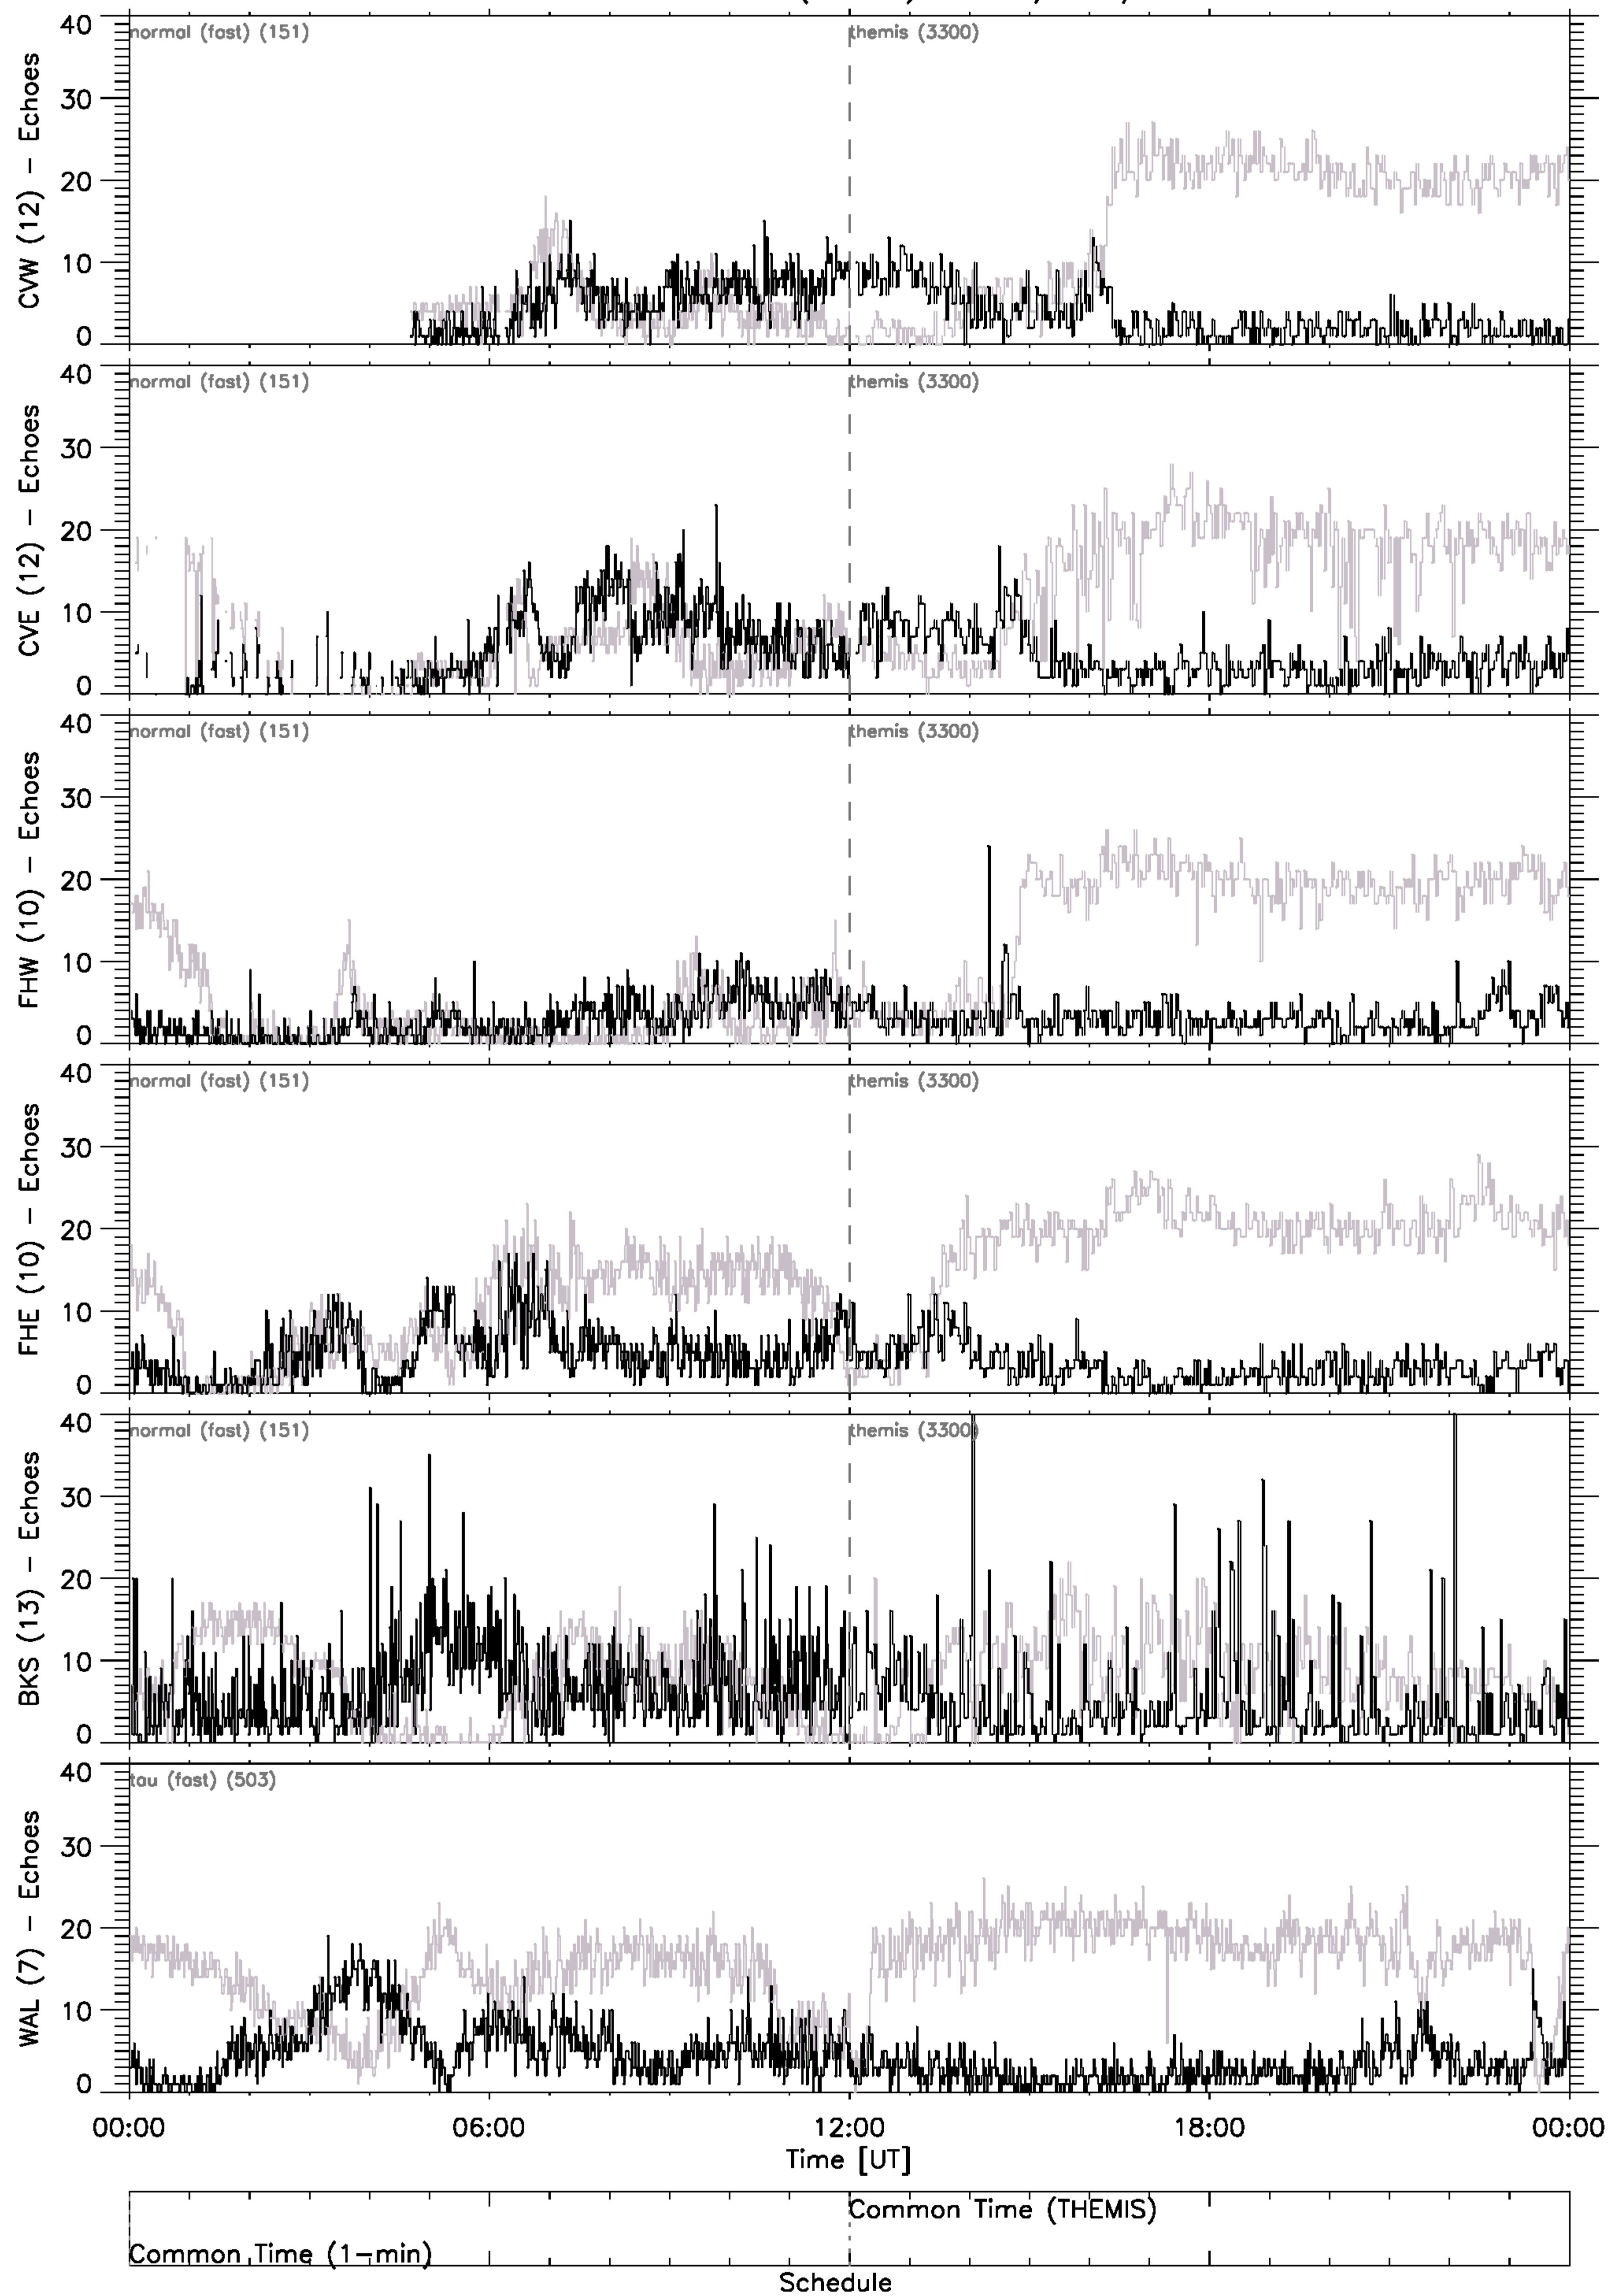 40
normal (fast) (151)
themis (3300)
30
20
10
0
CVW (12) – Echoes
40
normal (fast) (151)
themis (3300)
30
20
10
0
CVE (12) – Echoes
40
normal (fast) (151)
themis (3300)
30
20
10
0
FHW (10) – Echoes
40
normal (fast) (151)
themis (3300)
30
20
10
0
FHE (10) – Echoes
40
normal (fast) (151)
themis (3300)
30
20
10
0
BKS (13) – Echoes
40
tau (fast) (503)
30
20
10
0
WAL (7) – Echoes
00:00 06:00 12:00 18:00 00:00
Time [UT]
Common Time (THEMIS)
Common Time (1–min)
Schedule